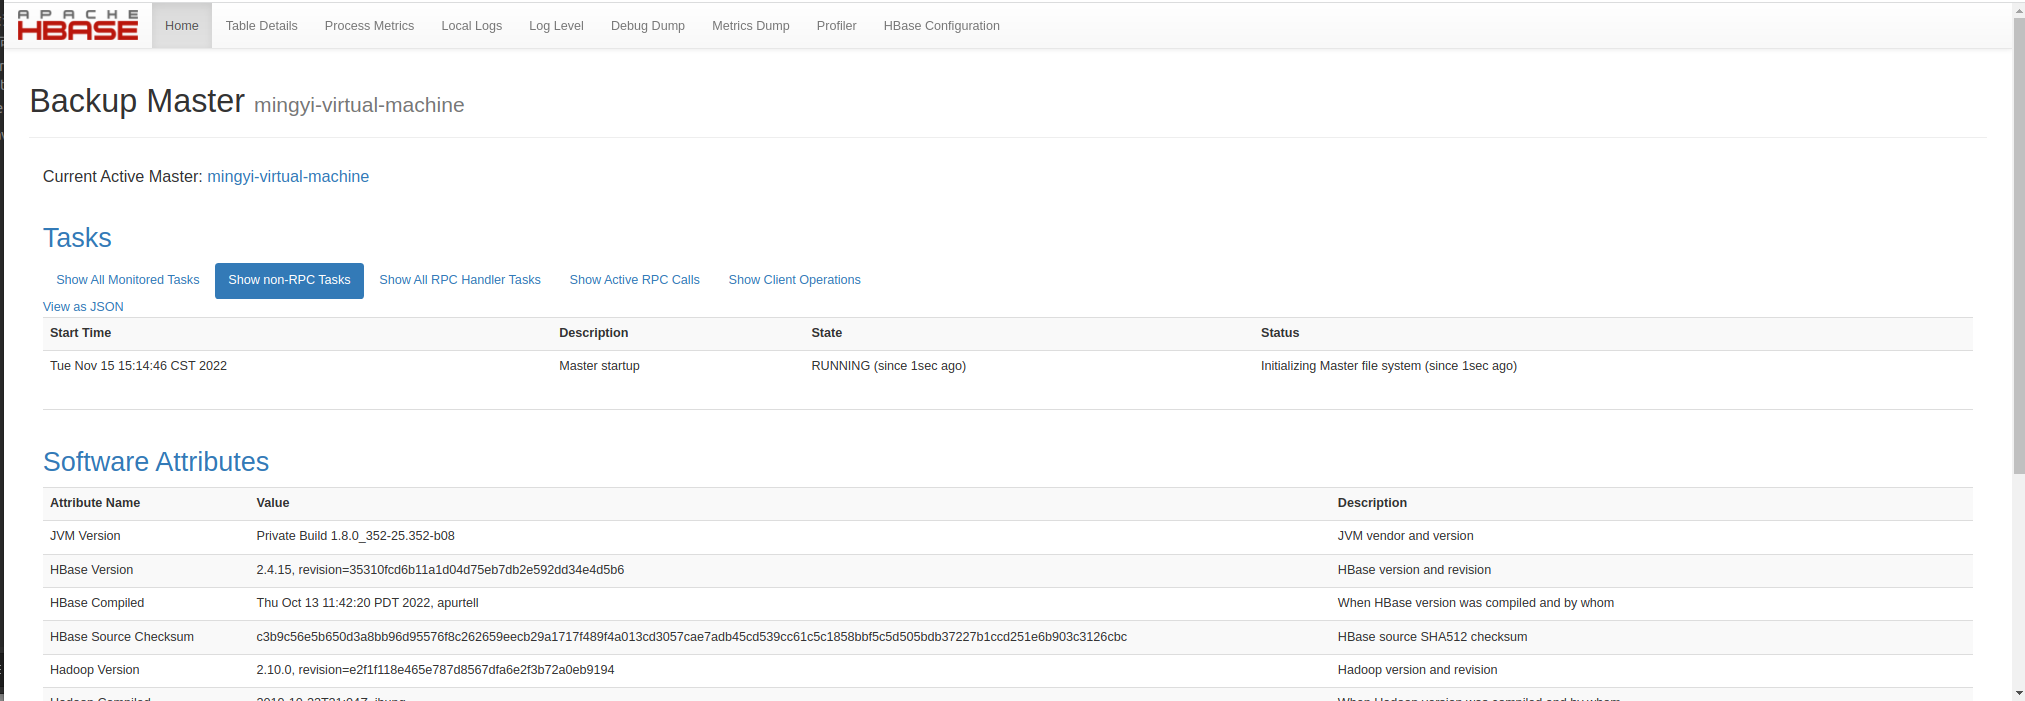 APACHE
HBASE
Home Table Details Process Metrics Local Logs Log Level Debug Dump Metrics Dump Profiler HBase Configuration
Backup Master mingyi-virtual-machine
Current Active Master: mingyi-virtual-machine
Tasks
Show All Monitored Tasks Show non-RPC Tasks Show All RPC Handler Tasks Show Active RPC Calls Show Client Operations
View as JSON
Start Time Description State Status
Tue Nov 15 15:14:46 CST 2022 Master startup RUNNING (since 1sec ago) Initializing Master file system (since 1sec ago)
Software Attributes
Attribute Name Value Description
JVM Version Private Build 1.8.0_352-25.352-b08 JVM vendor and version
HBase Version 2.4.15, revision=35310fcd6b11a1d04d75eb7db2e592dd34e4d5b6 HBase version and revision
HBase Compiled Thu Oct 13 11:42:20 PDT 2022, apurtell When HBase version was compiled and by whom
HBase Source Checksum c3b9c56e5b650d3a8bb96d95576f8c262659eecb29a1717f489f4a013cd3057cae7adb45cd539cc61c5c1858bbf5c5d505bdb37227b1ccd251e6b903c3126cbc HBase source SHA512 checksum
Hadoop Version 2.10.0, revision=e2f1f118e465e787d8567dfa6e2f3b72a0eb9194 Hadoop version and revision